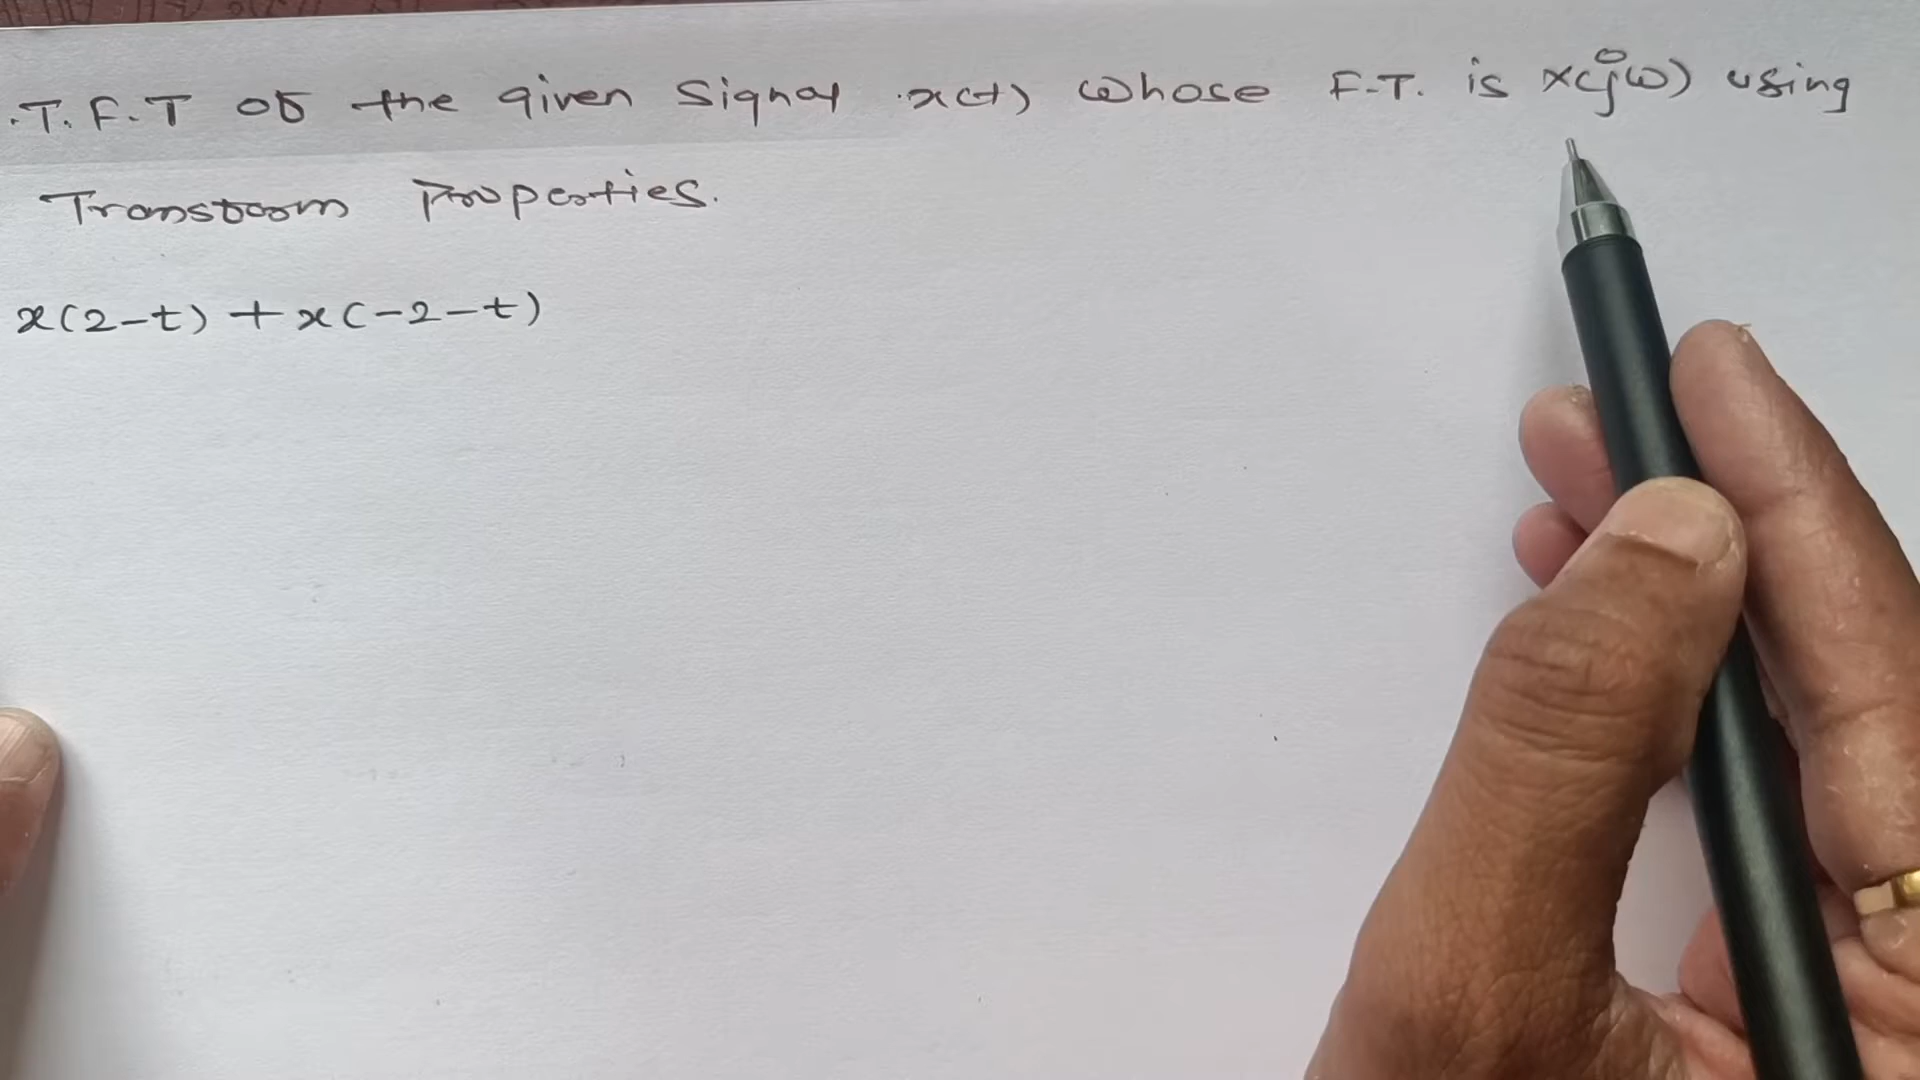 .T.F.T of the given signal x(t) whose F.T. is x(jω) using
Transform Properties.
x(2-t) + x(-2-t)